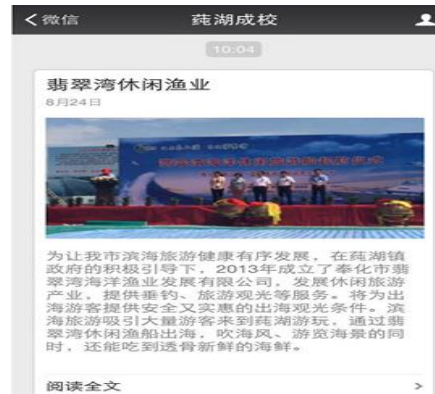 微信
莼湖成校
10:04
翡翠湾休闲渔业
8月24日
为让我市滨海旅游健康有序发展，在莼湖镇
政府的积极引导下，2013年成立了奉化市翡
翠湾海洋渔业发展有限公司，发展休闲旅游
产业，提供垂钓、旅游观光等服务。将为出
海游客提供安全又实惠的出海观光条件。滨
海旅游吸引大量游客来到莼湖游玩，通过翡
翠湾休闲渔船出海，吹海风、游览海景的同
时，还能吃到透骨新鲜的海鲜。
阅读全文